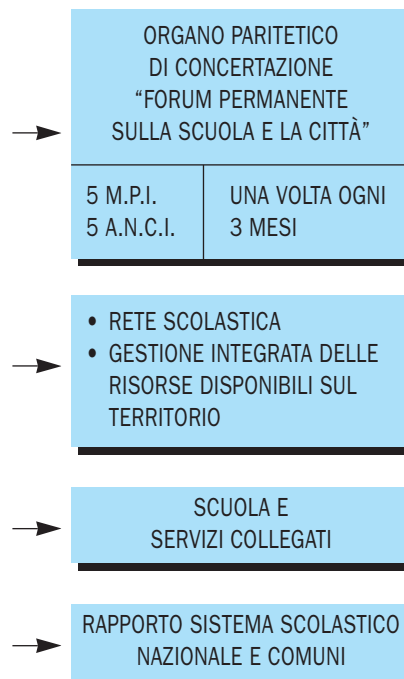 ORGANO PARITETICO
DI CONCERTAZIONE
“FORUM PERMANENTE
SULLA SCUOLA E LA CITTÀ”
5 M.P.I.
5 A.N.C.I.
UNA VOLTA OGNI
3 MESI
• RETE SCOLASTICA
• GESTIONE INTEGRATA DELLE
RISORSE DISPONIBILI SUL
TERRITORIO
SCUOLA E
SERVIZI COLLEGATI
RAPPORTO SISTEMA SCOLASTICO
NAZIONALE E COMUNI